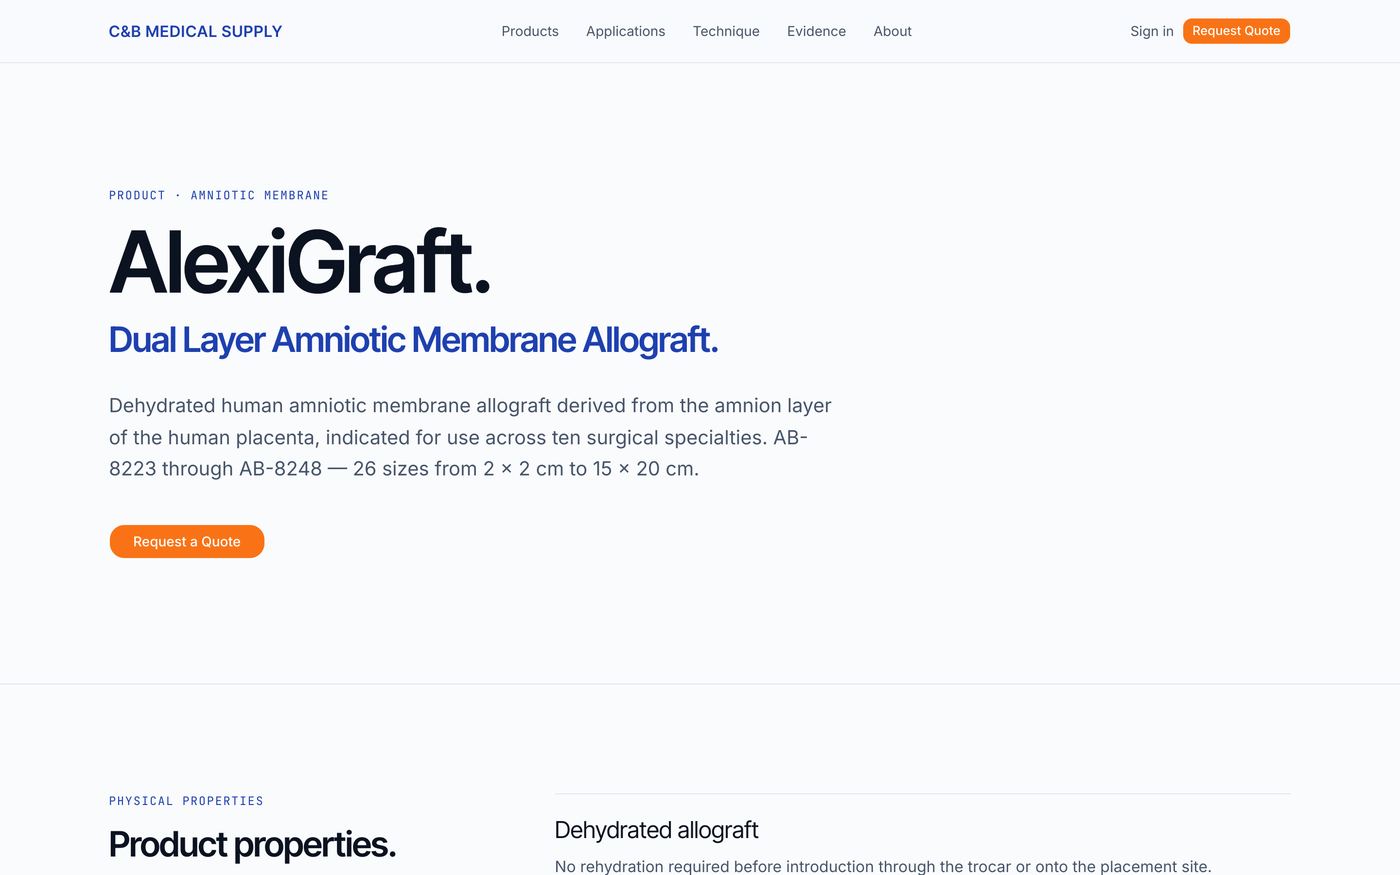 C&B MEDICAL SUPPLY
Products
Applications
Technique
Evidence
About
Sign in
Request Quote
PRODUCT · AMNIOTIC MEMBRANE
AlexiGraft.
Dual Layer Amniotic Membrane Allograft.
Dehydrated human amniotic membrane allograft derived from the amnion layer
of the human placenta, indicated for use across ten surgical specialties. AB-
8223 through AB-8248 — 26 sizes from 2 × 2 cm to 15 × 20 cm.
Request a Quote
PHYSICAL PROPERTIES
Product properties.
Dehydrated allograft
No rehydration required before introduction through the trocar or onto the placement site.